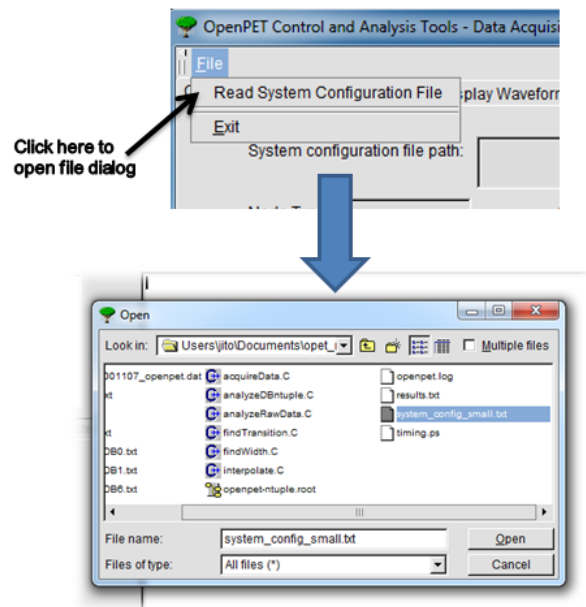 OpenPET Control and Analysis Tools - Data Acquisi
File
Read System Configuration File
play Wavefor
Exit
Click here to
open file dialog
System configuration file path:
Open
Look in:
Users\jito\Documents\opet_
Multiple files
001107_openpet.dat
acquireData.C
openpet.log
xt
analyzeDBntuple.C
results.txt
analyzeRawData.C
system_config_small.txt
xt
findTransition.C
timing.ps
DB0.txt
findWidth.C
DB1.txt
interpolate.C
DB6.txt
openpet-ntuple.root
File name:
system_config_small.txt
Open
Files of type:
All files (*)
Cancel